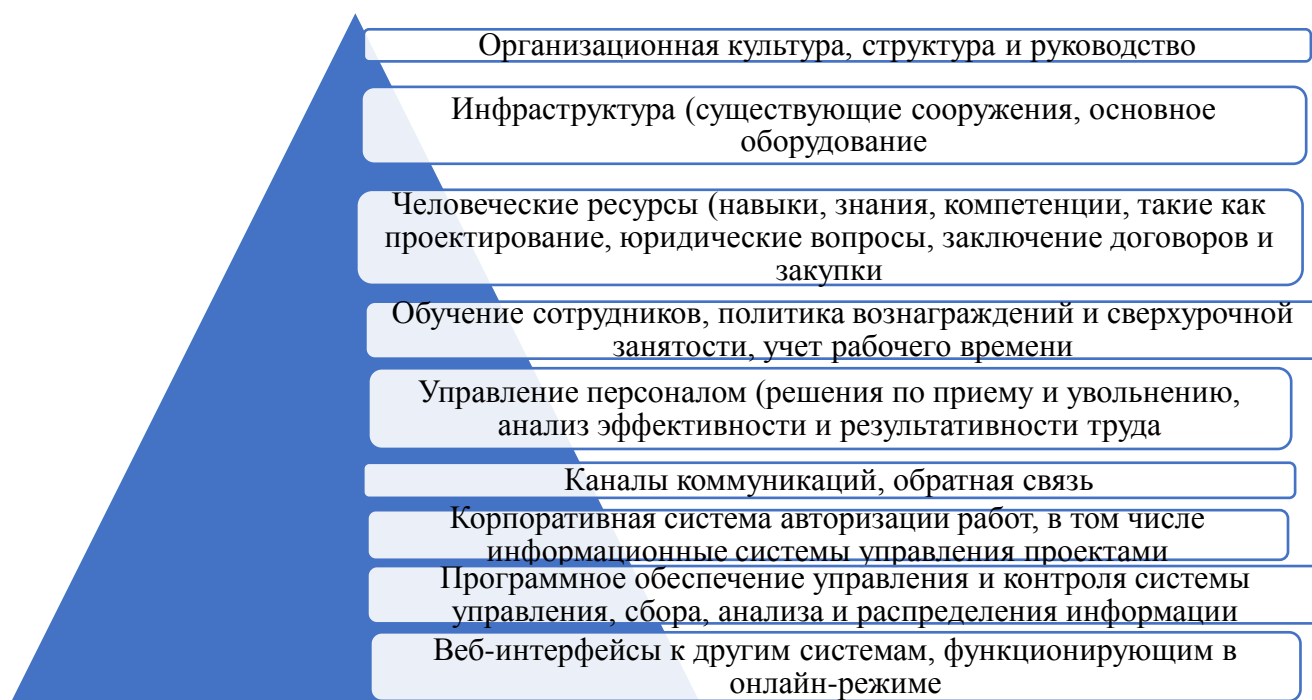 Организационная культура, структура и руководство
Инфраструктура (существующие сооружения, основное
оборудование
Человеческие ресурсы (навыки, знания, компетенции, такие как
проектирование, юридические вопросы, заключение договоров и
закупки
Обучение сотрудников, политика вознаграждений и сверхурочной
занятости, учет рабочего времени
Управление персоналом (решения по приему и увольнению,
анализ эффективности и результативности труда
Каналы коммуникаций, обратная связь
Корпоративная система авторизации работ, в том числе
информационные системы управления проектами
Программное обеспечение управления и контроля системы
управления, сбора, анализа и распределения информации
Веб-интерфейсы к другим системам, функционирующим в
онлайн-режиме